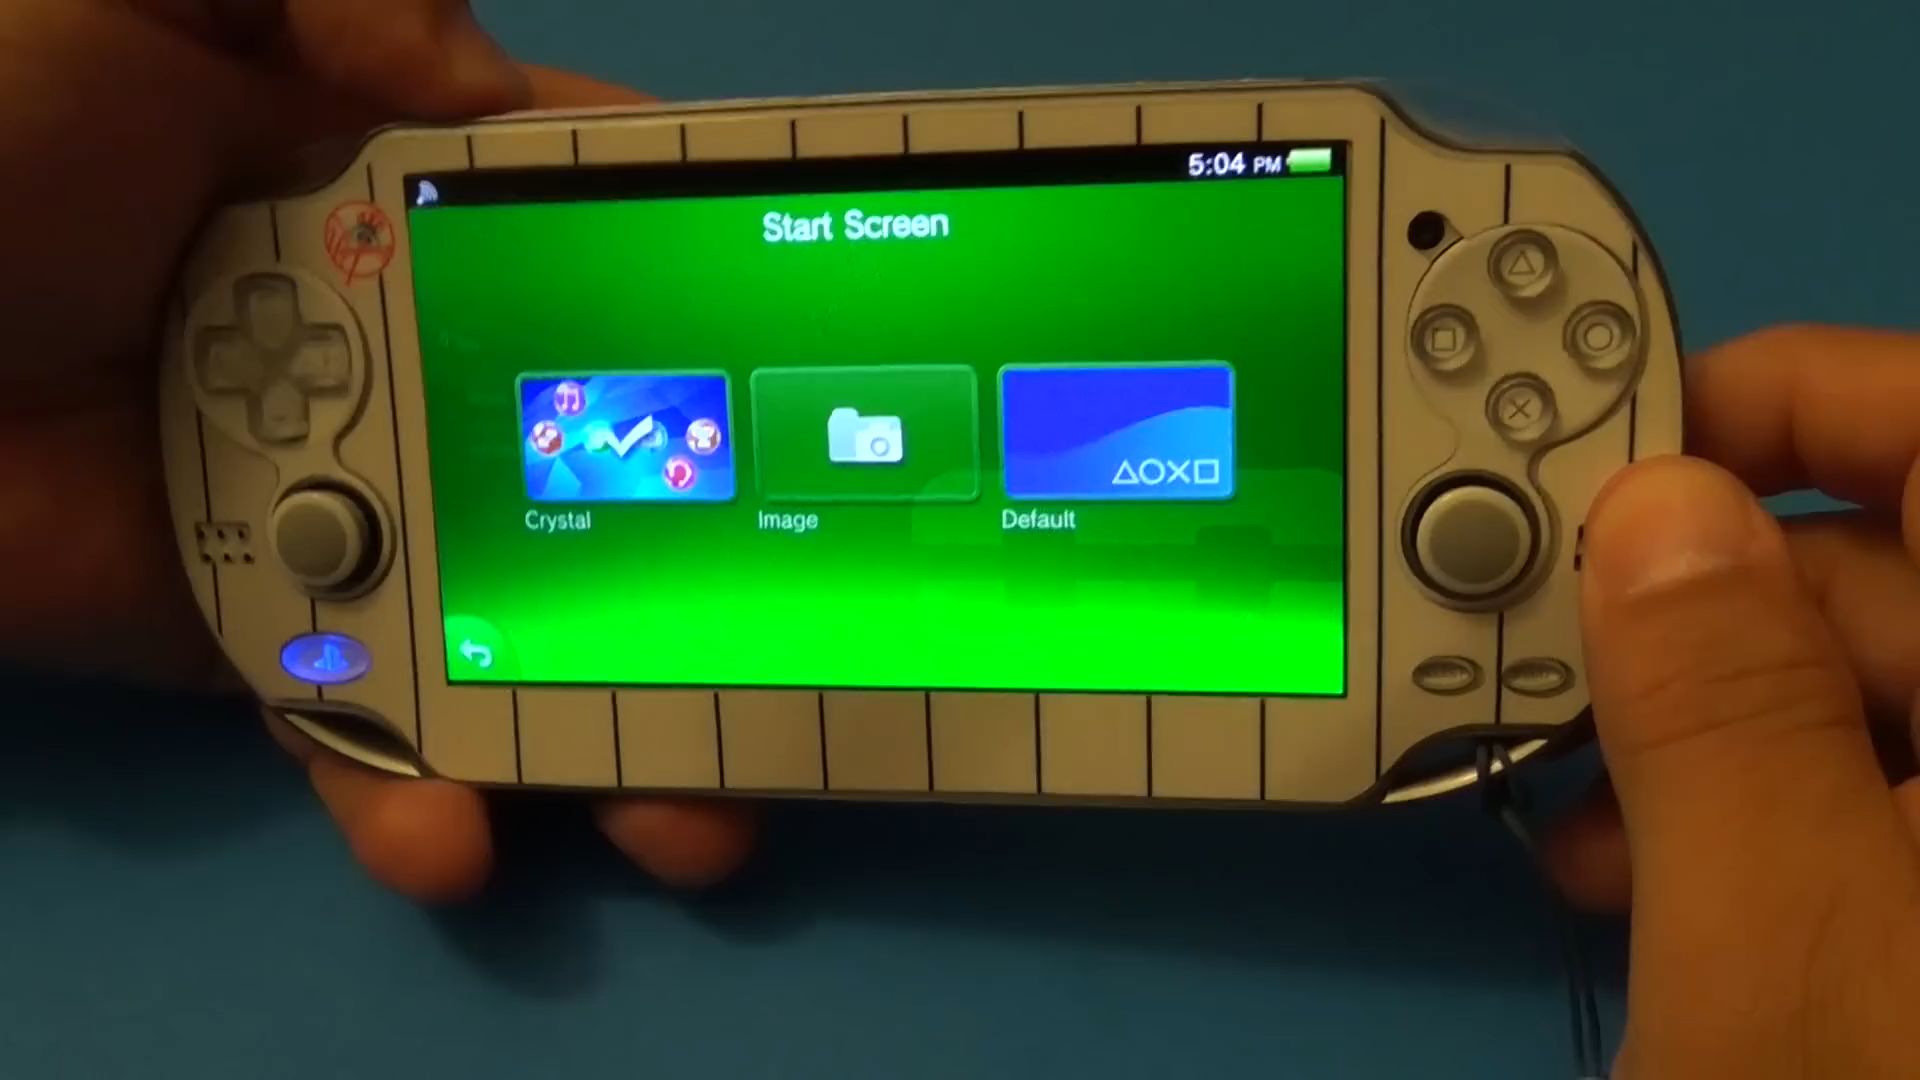 5:04 PM
Start Screen
Crystal
Image
Default